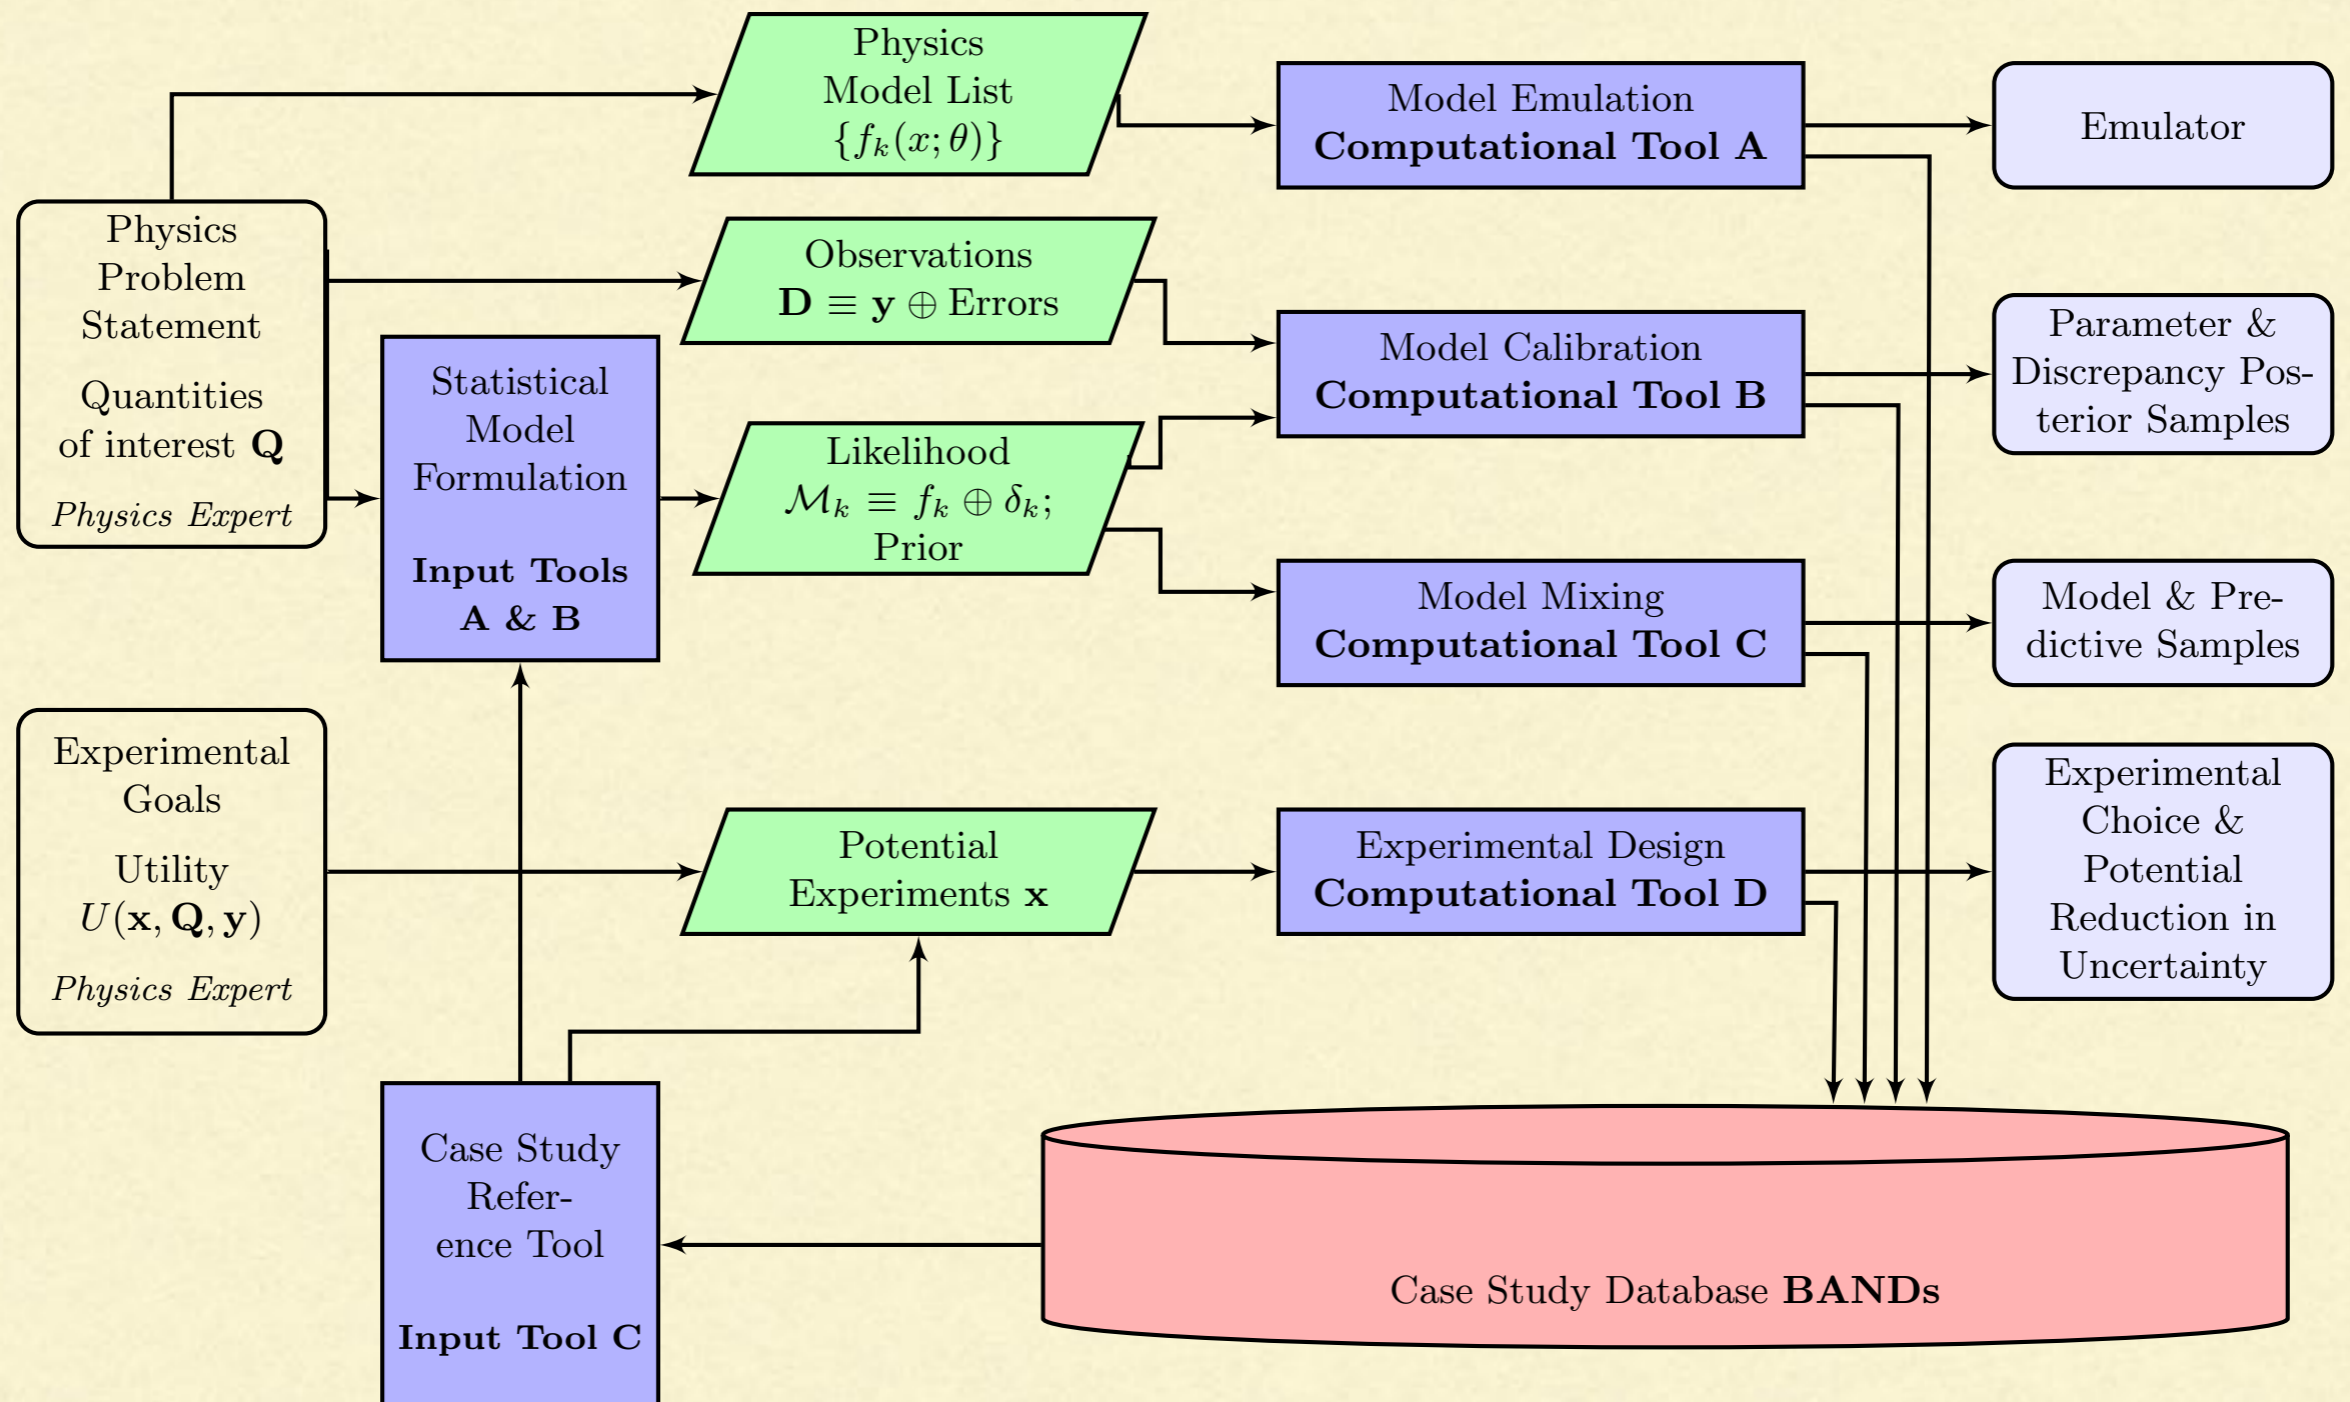 Physics
Model List
{f_k(x; θ)}
Model Emulation
Computational Tool A
Emulator
Physics
Problem
Statement
Quantities
of interest Q
Physics Expert
Observations
D ≡ y ⊕ Errors
Statistical
Model
Formulation
Input Tools
A & B
Likelihood
ℳ_k ≡ f_k ⊕ δ_k;
Prior
Model Calibration
Computational Tool B
Parameter &
Discrepancy Pos-
terior Samples
Model Mixing
Computational Tool C
Model & Pre-
dictive Samples
Experimental
Goals
Utility
U(x, Q, y)
Physics Expert
Potential
Experiments x
Experimental Design
Computational Tool D
Experimental
Choice &
Potential
Reduction in
Uncertainty
Case Study
Refer-
ence Tool
Input Tool C
Case Study Database BANDs